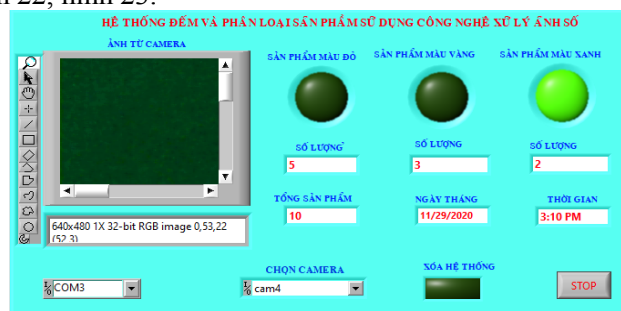 HỆ THỐNG ĐẾM VÀ PHÂN LOẠI SẢN PHẨM SỬ DỤNG CÔNG NGHỆ XỬ LÝ ẢNH SỐ
ẢNH TỪ CAMERA
SẢN PHẨM MÀU ĐỎ SẢN PHẨM MÀU VÀNG SẢN PHẨM MÀU XANH
SỐ LƯỢNG SỐ LƯỢNG SỐ LƯỢNG
5 3 2
TỔNG SẢN PHẨM NGÀY THÁNG THỜI GIAN
10 11/29/2020 3:10 PM
640x480 1X 32-bit RGB image 0,53,22
(52,3)
CHỌN CAMERA XÓA HỆ THỐNG
COM3 cam4 STOP